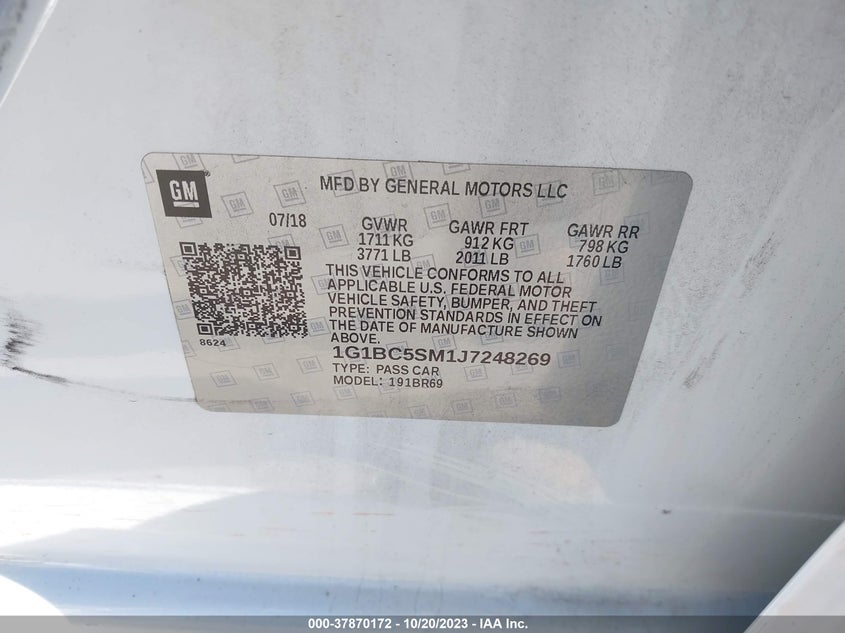 GM
MFD BY GENERAL MOTORS LLC
07/18
GVWR GAWR FRT GAWR RR
1711 KG 912 KG 798 KG
3771 LB 2011 LB 1760 LB
THIS VEHICLE CONFORMS TO ALL
APPLICABLE U.S. FEDERAL MOTOR
VEHICLE SAFETY, BUMPER, AND THEFT
PREVENTION STANDARDS IN EFFECT ON
THE DATE OF MANUFACTURE SHOWN
ABOVE.
8624
1G1BC5SM1J7248269
TYPE: PASS CAR
MODEL: 191BR69
000-37870172 - 10/20/2023 - IAA Inc.